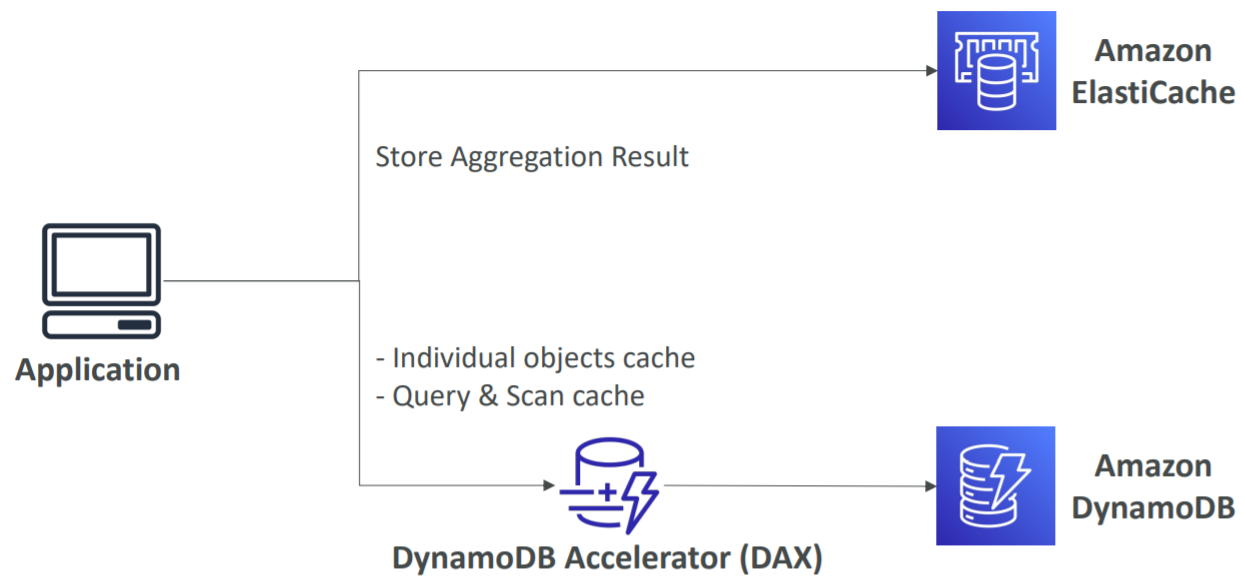 Amazon
ElastiCache
Store Aggregation Result
Application
- Individual objects cache
- Query & Scan cache
DynamoDB Accelerator (DAX)
Amazon
DynamoDB